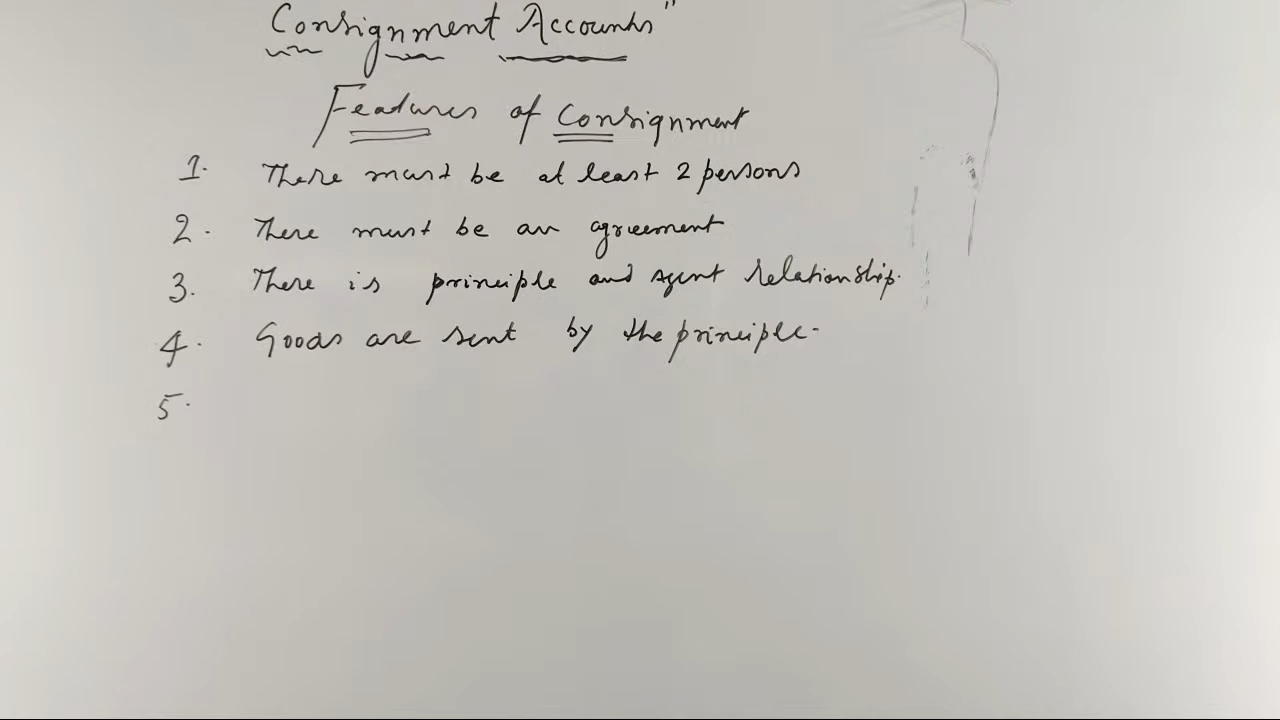 Consignment Accounts"
Features of Consignment
1. There must be at least 2 persons
2. There must be an agreement
3. There is principle and agent relationship.
4. Goods are sent by the principle.
5.